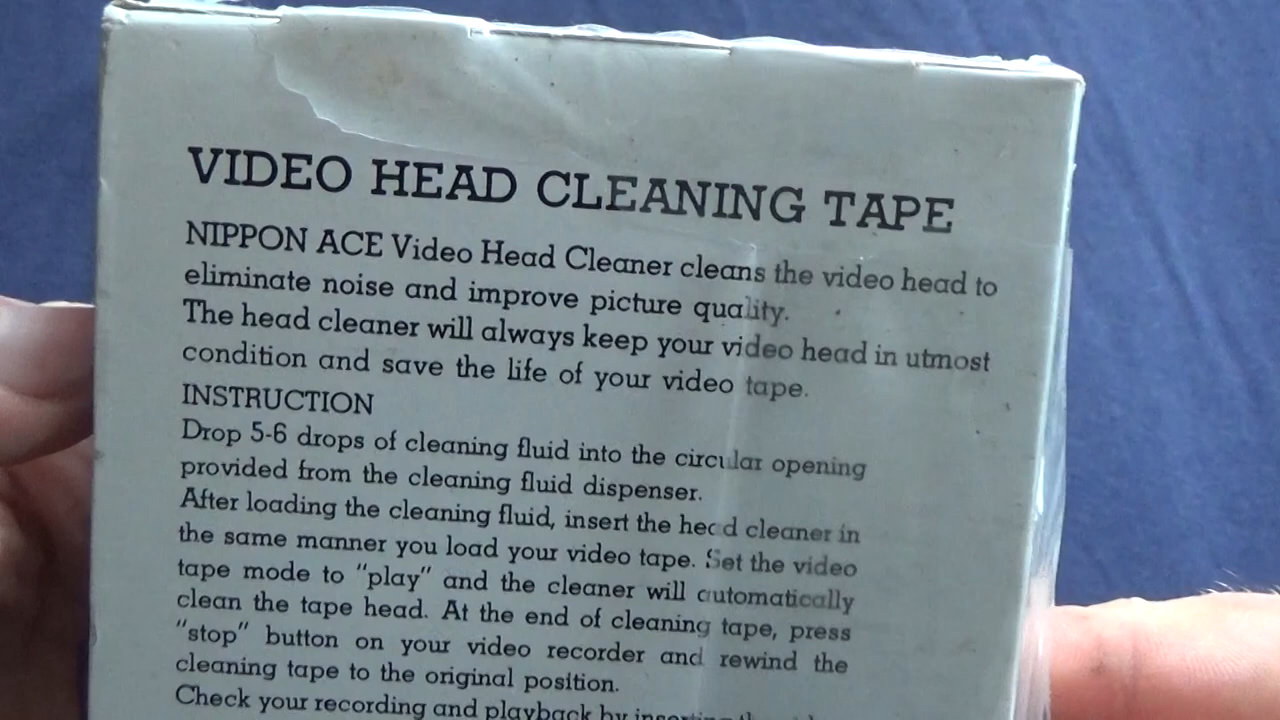 VIDEO HEAD CLEANING TAPE
NIPPON ACE Video Head Cleaner cleans the video head to
eliminate noise and improve picture quality.
The head cleaner will always keep your video head in utmost
condition and save the life of your video tape.
INSTRUCTION
Drop 5-6 drops of cleaning fluid into the circular opening
provided from the cleaning fluid dispenser.
After loading the cleaning fluid, insert the head cleaner in
the same manner you load your video tape. Set the video
tape mode to "play" and the cleaner will automatically
clean the tape head. At the end of cleaning tape, press
"stop" button on your video recorder and rewind the
cleaning tape to the original position.
Check your recording and playback by